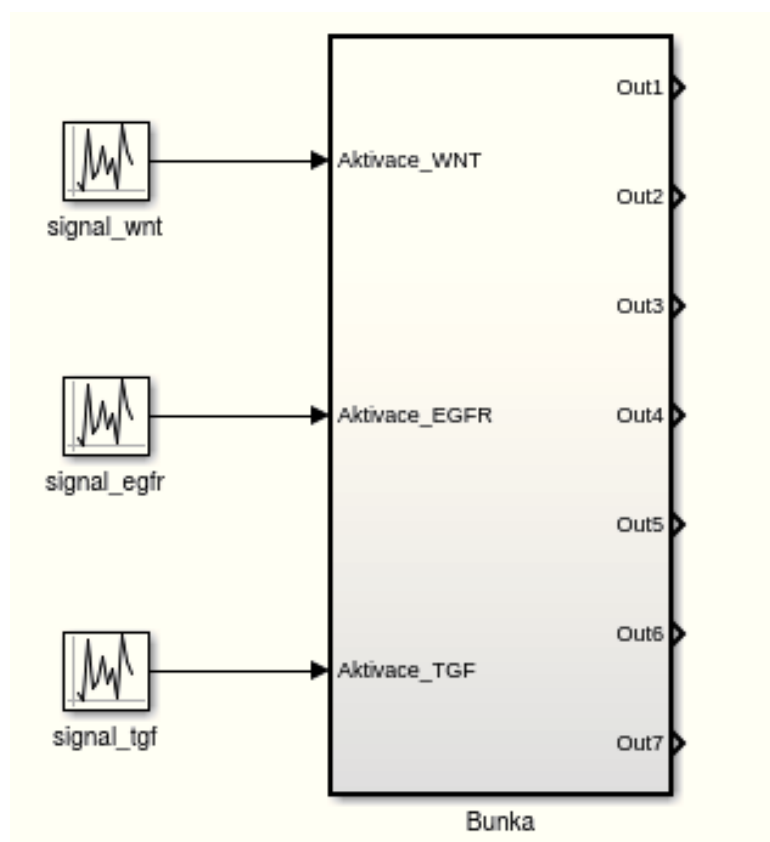 signal_wnt
signal_egfr
signal_tgf
Aktivace_WNT
Aktivace_EGFR
Aktivace_TGF
Out1
Out2
Out3
Out4
Out5
Out6
Out7
Bunka